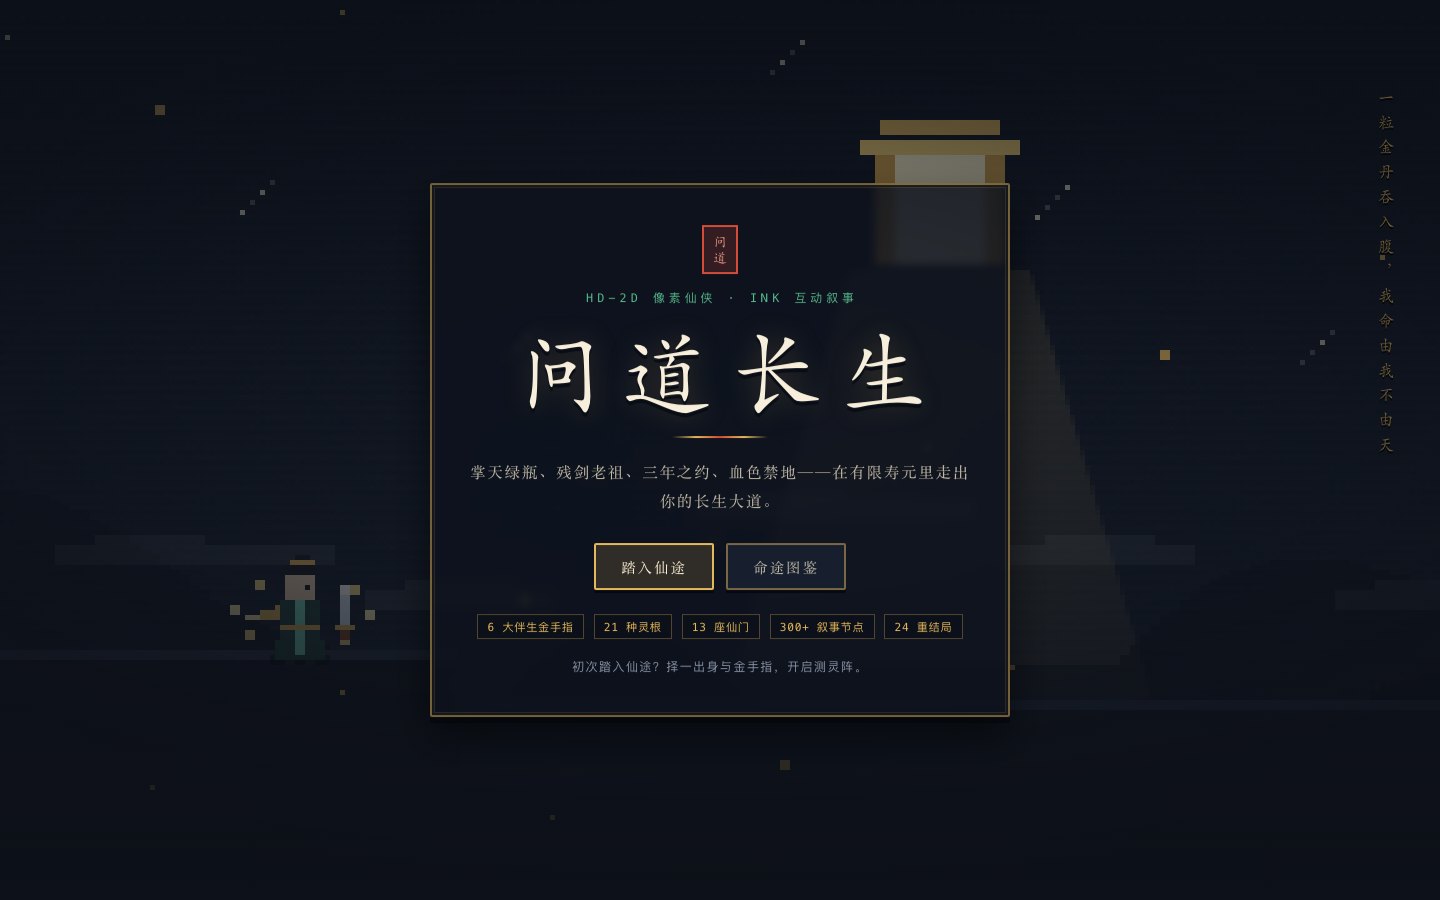 问
道
HD-2D 像素仙侠 · INK 互动叙事
问道长生
掌天绿瓶、残剑老祖、三年之约、血色禁地——在有限寿元里走出
你的长生大道。
踏入仙途
命途图鉴
6 大伴生金手指
21 种灵根
13 座仙门
300+ 叙事节点
24 重结局
初次踏入仙途？择一出身与金手指，开启测灵阵。
一粒金丹吞入腹，我命由我不由天